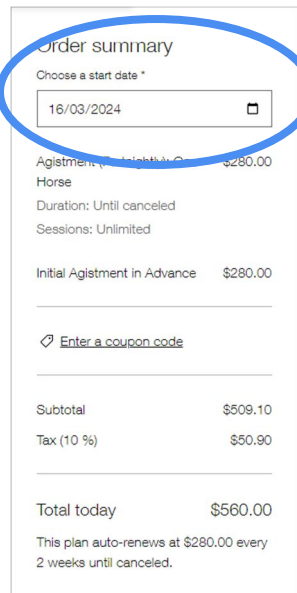 Order summary
Choose a start date *
16/03/2024
Agistment $280.00
Horse
Duration: Until canceled
Sessions: Unlimited
Initial Agistment in Advance $280.00
Enter a coupon code
Subtotal $509.10
Tax (10 %) $50.90
Total today $560.00
This plan auto-renews at $280.00 every
2 weeks until canceled.